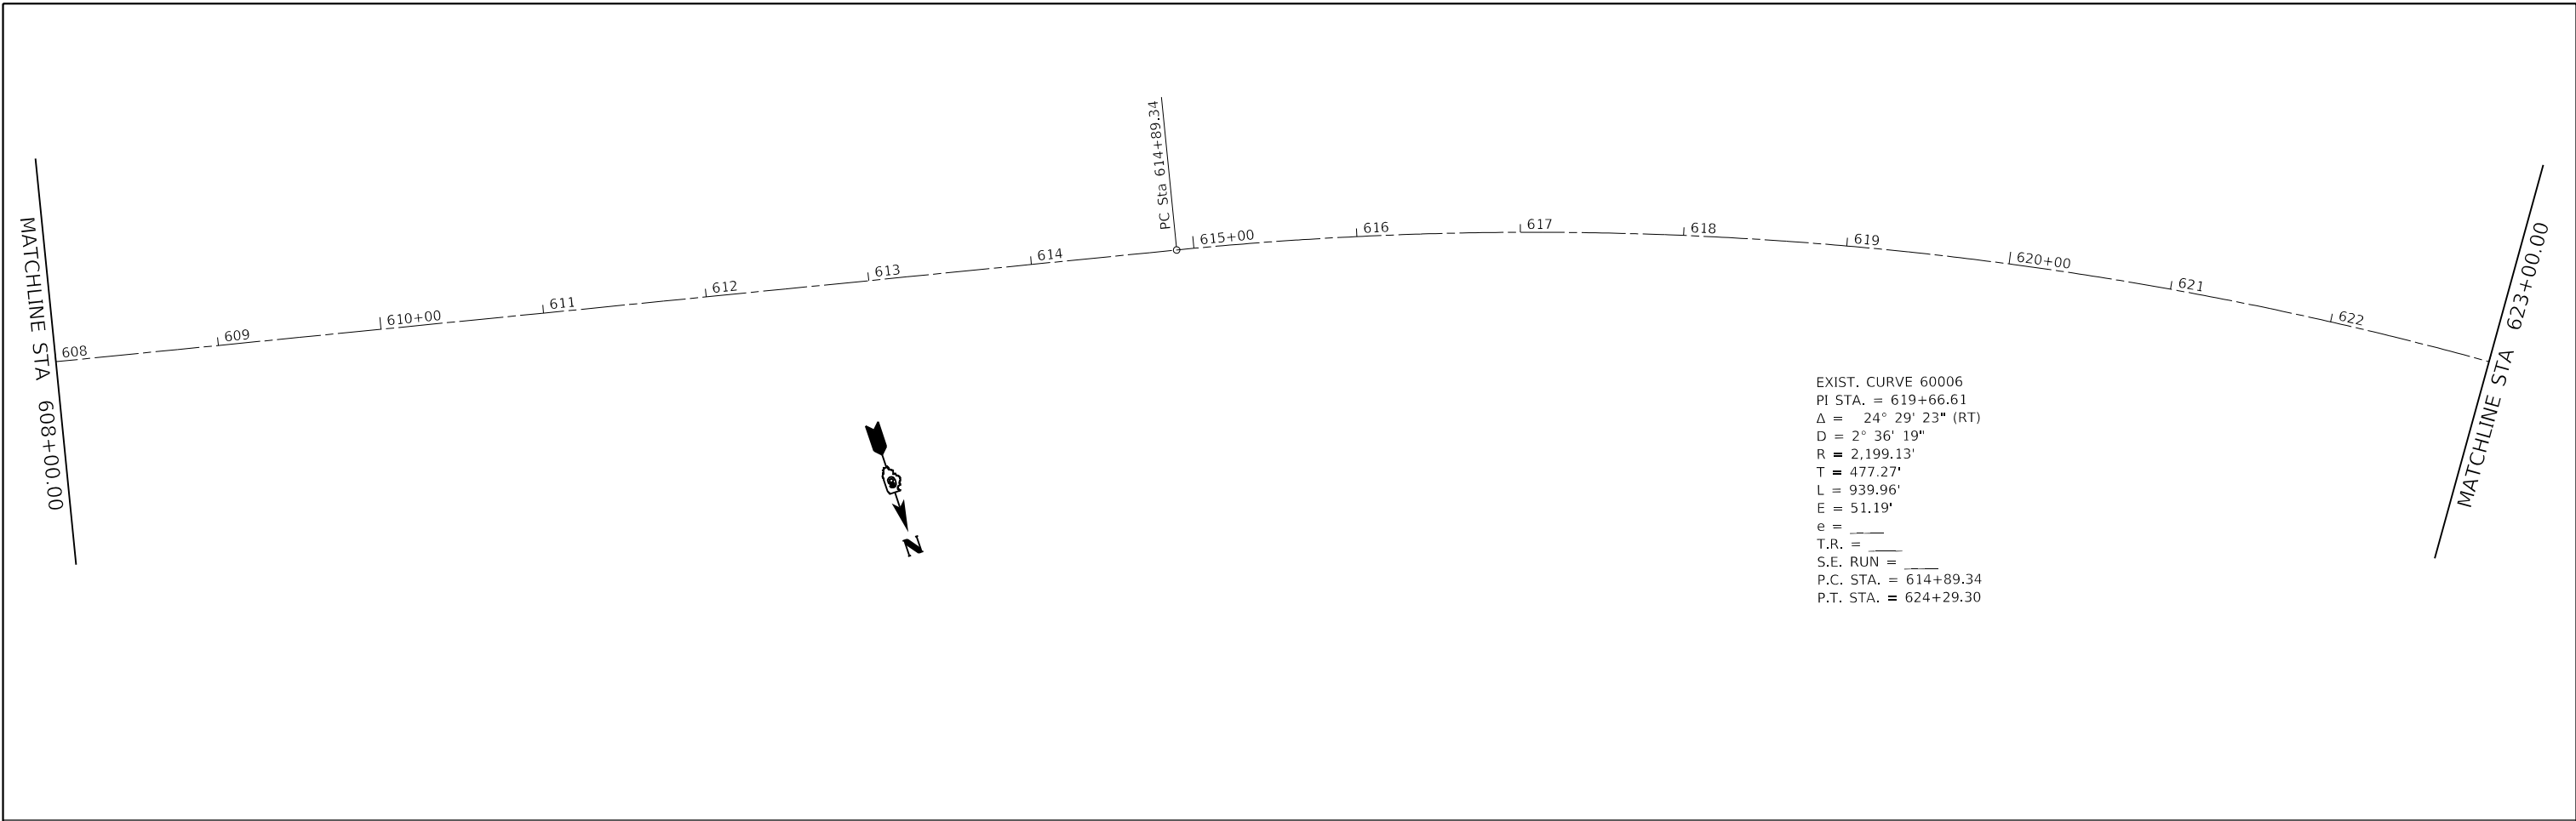 MATCHLINE STA 608+00.00
608
609
610+00
611
612
613
614
PC Sta 614+89.34
615+00
616
617
618
619
620+00
621
622
MATCHLINE STA 623+00.00
N
EXIST. CURVE 60006
PI STA. = 619+66.61
Δ = 24° 29' 23" (RT)
D = 2° 36' 19"
R = 2,199.13'
T = 477.27'
L = 939.96'
E = 51.19'
e = ____
T.R. = ____
S.E. RUN = ____
P.C. STA. = 614+89.34
P.T. STA. = 624+29.30